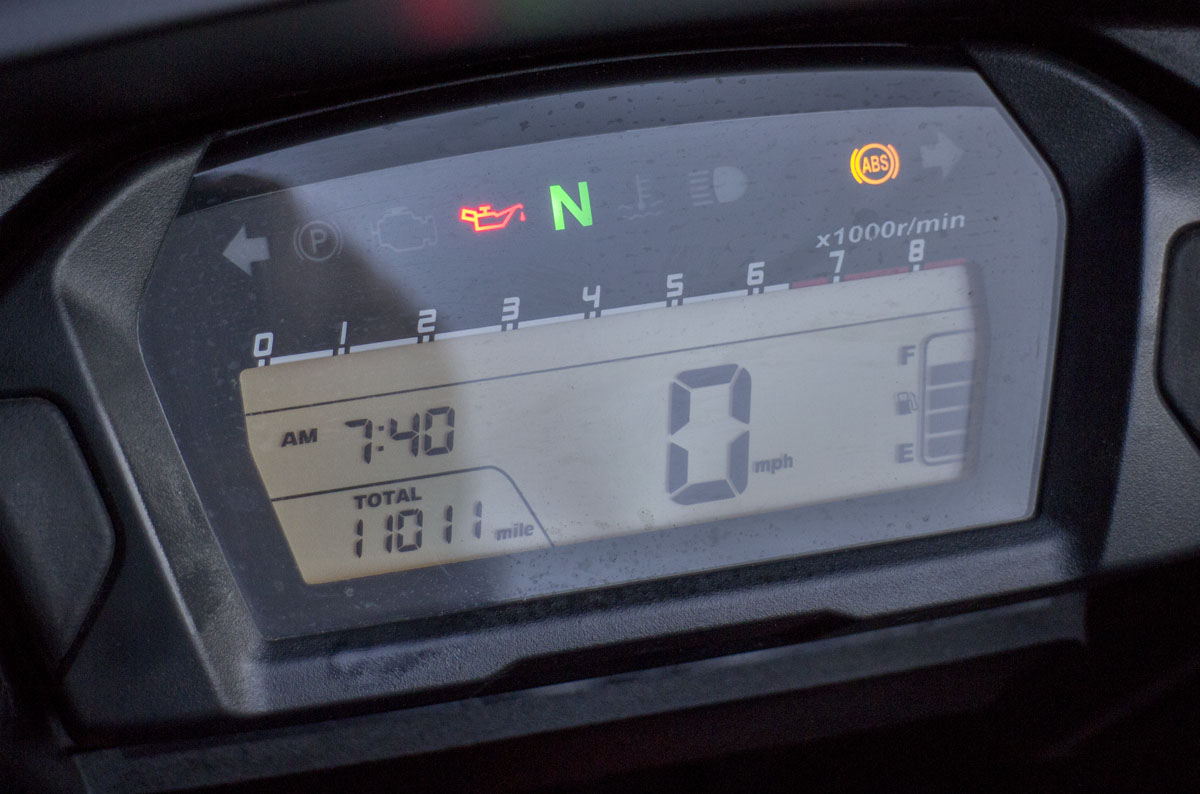 P N ABS
x1000r/min
0 1 2 3 4 5 6 7 8
AM 7:40
TOTAL
11011 mile
0 mph
F
E